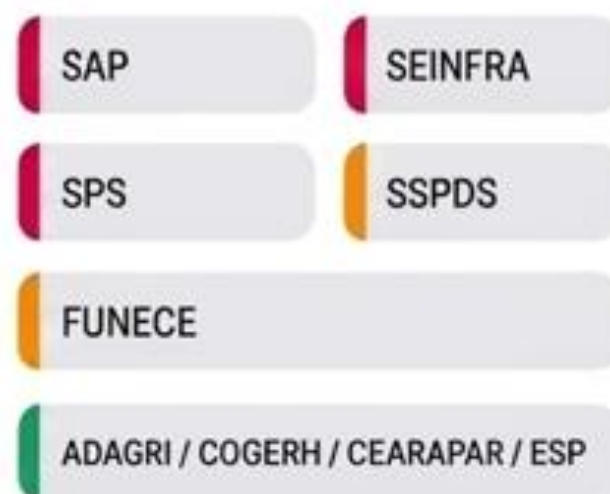 SAP
SEINFRA
SPS
SSPDS
FUNECE
ADAGRI / COGERH / CEARAPAR / ESP